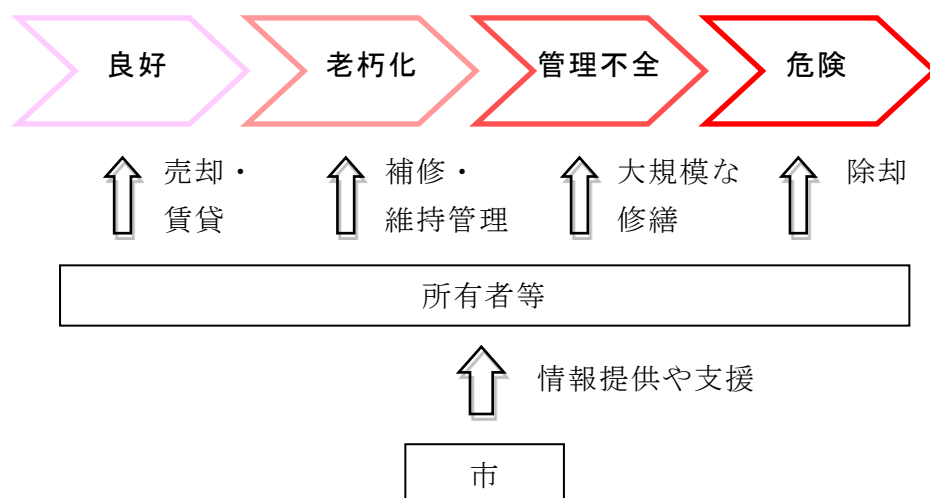 良好
老朽化
管理不全
危険
売却・
賃貸
補修・
維持管理
大規模な
修繕
除却
所有者等
情報提供や支援
市